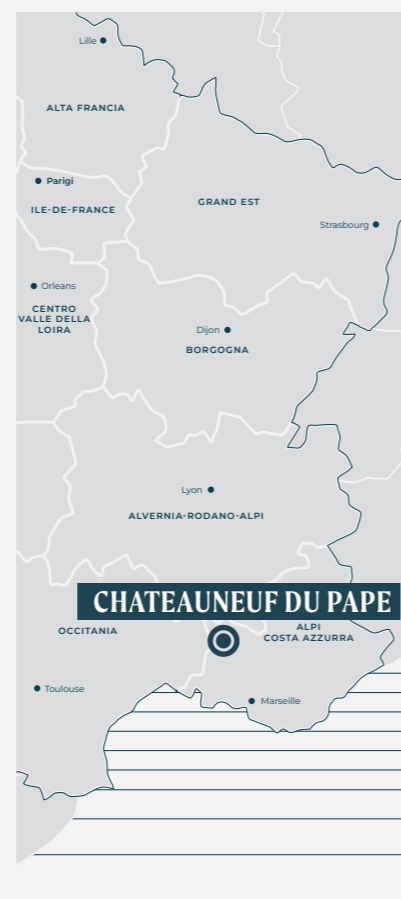 Lille
ALTA FRANCIA
Parigi
ILE-DE-FRANCE
GRAND EST
Strasbourg
Orleans
CENTRO
VALLE DELLA
LOIRA
Dijon
BORGOGNA
Lyon
ALVERNIA-RODANO-ALPI
CHATEAUNEUF DU PAPE
OCCITANIA
ALPI
COSTA AZZURRA
Toulouse
Marseille